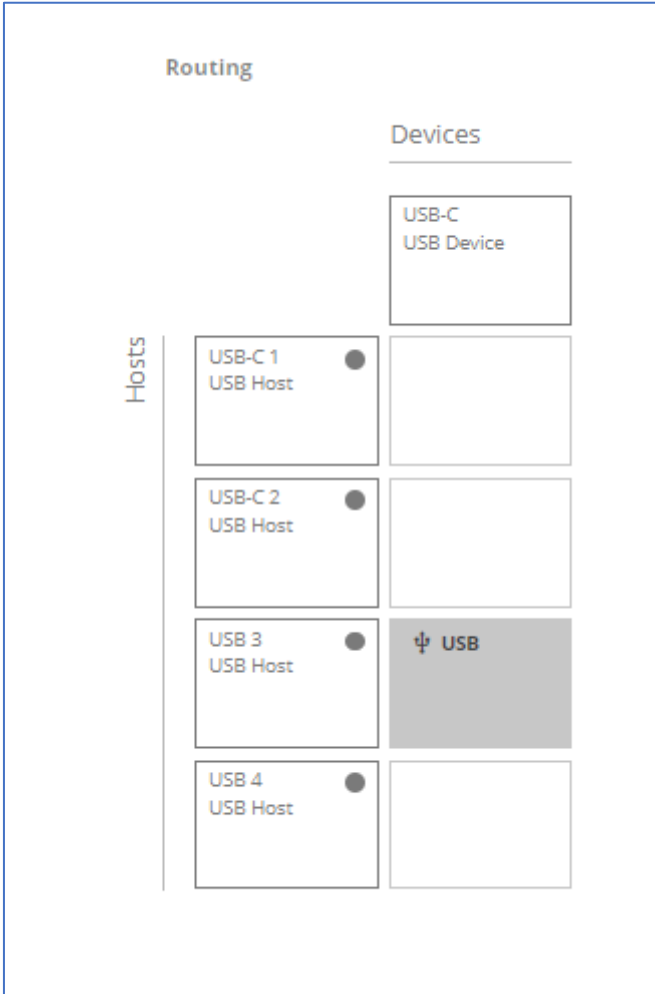 Routing
Devices
USB-C
USB Device
Hosts
USB-C 1
USB Host
USB-C 2
USB Host
USB 3
USB Host
USB
USB 4
USB Host